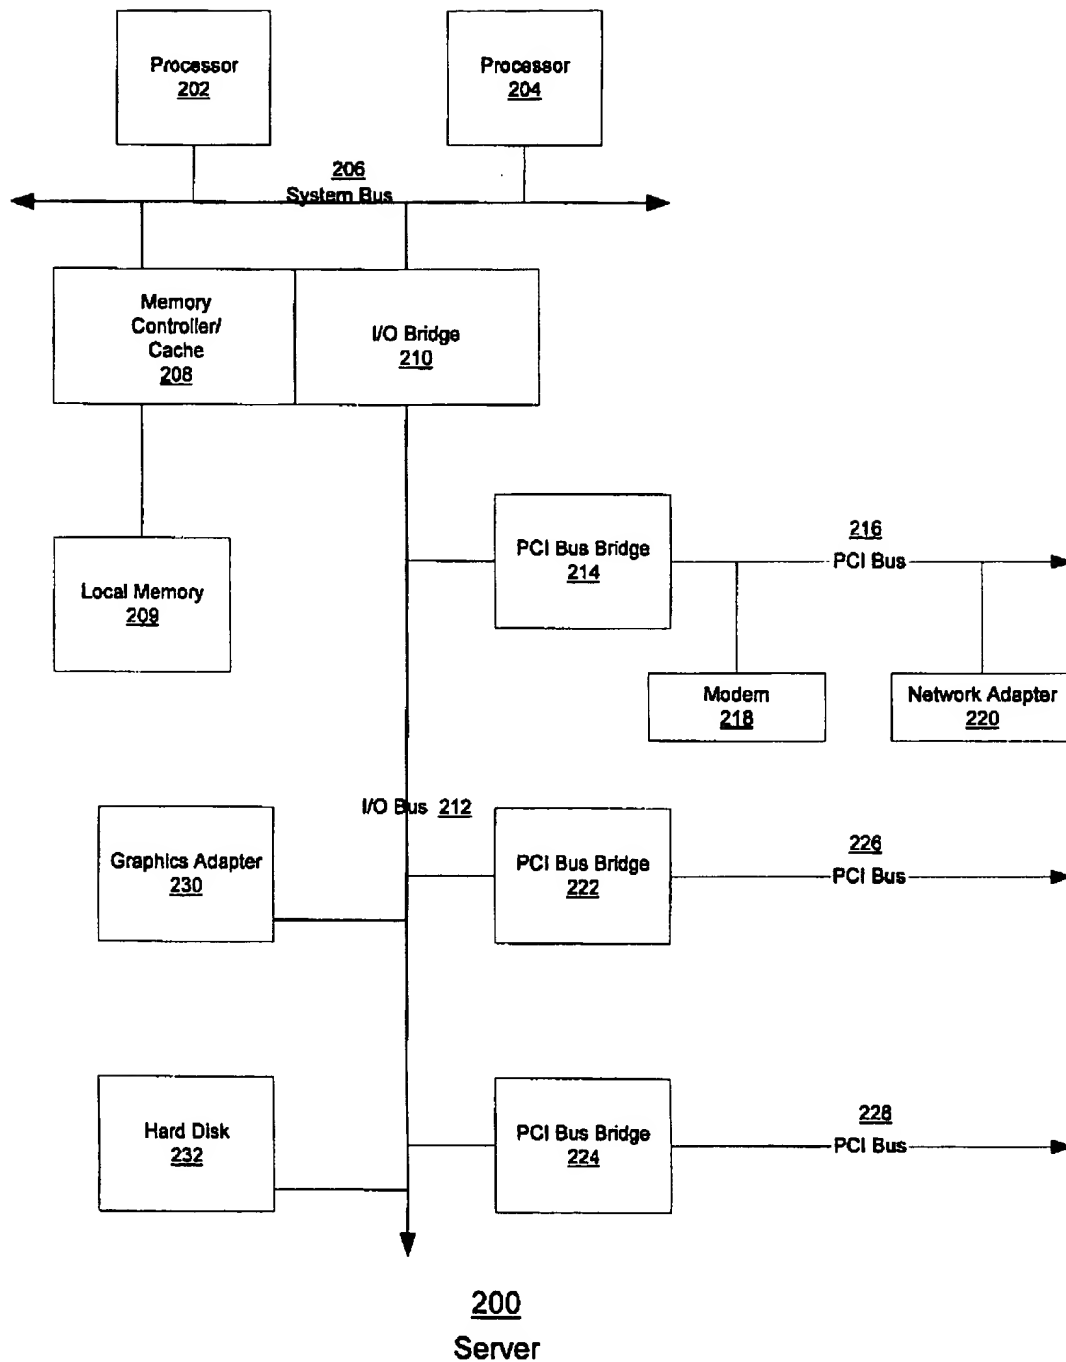 Processor
202
Processor
204
206
System Bus
Memory
Controller/
Cache
208
I/O Bridge
210
PCI Bus Bridge
214
216
PCI Bus
Local Memory
209
Modem
218
Network Adapter
220
I/O Bus 212
Graphics Adapter
230
PCI Bus Bridge
222
226
PCI Bus
Hard Disk
232
PCI Bus Bridge
224
228
PCI Bus
200
Server